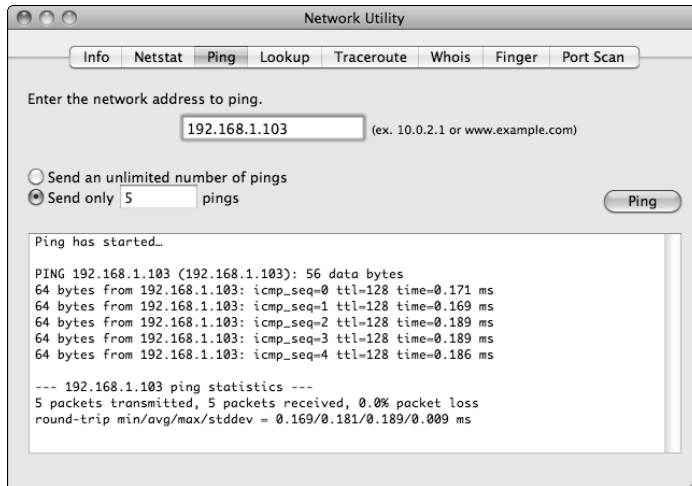 Network Utility
Info Netstat Ping Lookup Traceroute Whois Finger Port Scan
Enter the network address to ping.
192.168.1.103 (ex. 10.0.2.1 or www.example.com)
Send an unlimited number of pings
Send only 5 pings
Ping
Ping has started…
PING 192.168.1.103 (192.168.1.103): 56 data bytes
64 bytes from 192.168.1.103: icmp_seq=0 ttl=128 time=0.171 ms
64 bytes from 192.168.1.103: icmp_seq=1 ttl=128 time=0.169 ms
64 bytes from 192.168.1.103: icmp_seq=2 ttl=128 time=0.189 ms
64 bytes from 192.168.1.103: icmp_seq=3 ttl=128 time=0.189 ms
64 bytes from 192.168.1.103: icmp_seq=4 ttl=128 time=0.186 ms
--- 192.168.1.103 ping statistics ---
5 packets transmitted, 5 packets received, 0.0% packet loss
round-trip min/avg/max/stddev = 0.169/0.181/0.189/0.009 ms